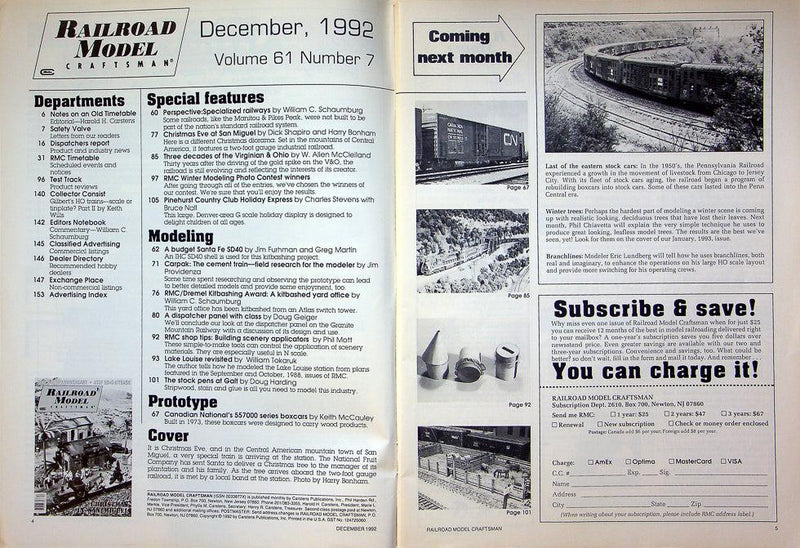 RAILROAD
MODEL
CRAFTSMAN
December, 1992
Volume 61 Number 7
Departments
6 Notes on an Old Timetable
Editorial—Harold H. Carstens
7 Safety Valve
Letters from our readers
16 Dispatchers report
Product and industry news
31 RMC Timetable
Scheduled events and
notices
96 Test Track
Product reviews
140 Collector Consist
Gilbert's HO trains—scale or
tinplate? Part II by Keith
Wills
142 Editors Notebook
Commentary—William C.
Schaumburg
145 Classified Advertising
Commercial listings
146 Dealer Directory
Recommended hobby
dealers
147 Exchange Place
Non-commercial listings
153 Advertising Index
RAILROAD
MODEL
CHRISTMAS
AT SAN MIGUEL
4
Special features
60 Perspective:Specialized railways by William C. Schaumburg
Some railroads, like the Manitou & Pikes Peak, were not built to be
part of the nation's standard railroad system.
77 Christmas Eve at San Miguel by Dick Shapiro and Harry Bonham
Here is a different Christmas diorama. Set in the mountains of Central
America, it features a two-foot gauge industrial railroad.
85 Three decades of the Virginian & Ohio by W. Allen McClelland
Thirty years after the driving of the gold spike on the V&O, the
railroad is still evolving and reflecting the interests of its creator.
97 RMC Winter Modeling Photo Contest winners
After going through all of the entries, we've chosen the winners of
our contest. We're sure that you'll enjoy the results.
105 Pinehurst Country Club Holiday Express by Charles Stevens with
Bruce Nall
This large, Denver-area G scale holiday display is designed to
delight children of all ages.
Modeling
62 A budget Santa Fe SD40 by Jim Fuhrman and Greg Martin
An IHC SD40 shell is used for this kitbashing project.
71 Carpak: The cement train—field research for the modeler by Jim
Providenza
Some time spent researching and observing the prototype can lead
to better detailed models and provide some enjoyment, too.
76 RMC/Dremel Kitbashing Award: A kitbashed yard office by
William C. Schaumburg
This yard office has been kitbashed from an Atlas switch tower.
80 A dispatcher panel with class by Doug Geiger
We'll conclude our look at the dispatcher panel on the Granite
Mountain Railway with a discussion of its design and use.
92 RMC shop tips: Building scenery applicators by Phil Mott
These simple-to-make tools can control the application of scenery
materials. They are especially useful in N scale.
93 Lake Louise revisited by William Tokaruk
The author tells how he modeled the Lake Louise station from plans
featured in the September and October, 1988, issues of RMC.
101 The stock pens at Galt by Doug Harding
Stripwood, stain and glue is all you need to model this industry.
Prototype
67 Canadian National's 557000 series boxcars by Keith McCauley
Built in 1973, these boxcars were designed to carry wood products.
Cover
It is Christmas Eve, and in the Central American mountain town of San
Miguel, a very special train is arriving at the station. The National Fruit
Company has sent Santa to deliver a Christmas tree to the manager of its
plantation and his family. As the tree arrives aboard the two-foot gauge
railroad, it is met by a local band at the station. Photo by Harry Bonham.
DECEMBER 1992
Coming
next month
CN
Page 67
Page 85
Page 92
Page 101
RAILROAD MODEL CRAFTSMAN
Last of the eastern stock cars: In the 1950's, the Pennsylvania Railroad
experienced a growth in the movement of livestock from Chicago to Jersey
City. With its fleet of stock cars aging, the railroad began a program of
rebuilding boxcars into stock cars. Some of these cars lasted into the Penn
Central era.
Winter trees: Perhaps the hardest part of modeling a winter scene is coming
up with realistic looking, deciduous trees that have lost their leaves. Next
month, Phil Chiavetta will explain the very simple technique he uses to
produce great looking, leafless model trees. The results are the best we've
seen, yet! Look for them on the cover of our January, 1993, issue.
Branchlines: Modeler Eric Lundberg will tell how he uses branchlines, both
real and imaginary, to enhance the operations on his large HO scale layout
and provide more switching for his operating crews.
Subscribe & save!
Why miss even one issue of Railroad Model Craftsman when for just $25
you can receive 12 months of the best in model railroading delivered right
to your mailbox? A one-year's subscription saves you five dollars over
newsstand price. Even greater savings are available with our two and
three-year subscriptions. Convenience and savings, too. What could be
better? so don't wait, fill in the form and mail it today. And remember . . .
You can charge it!
RAILROAD MODEL CRAFTSMAN
Subscription Dept. 2610, Box 700, Newton, NJ 07860
Send me RMC: 1 year: $25 2 years: $47 3 years: $67
Renewal New subscription Check or money order enclosed
Postage: Canada add $6 per year, Foreign add $8 per year.
Charge: AmEx Optima MasterCard VISA
C.C. # Exp. Sig.
Name
Address
City State Zip
(When writing about your subscription, please include RMC address label.)
5